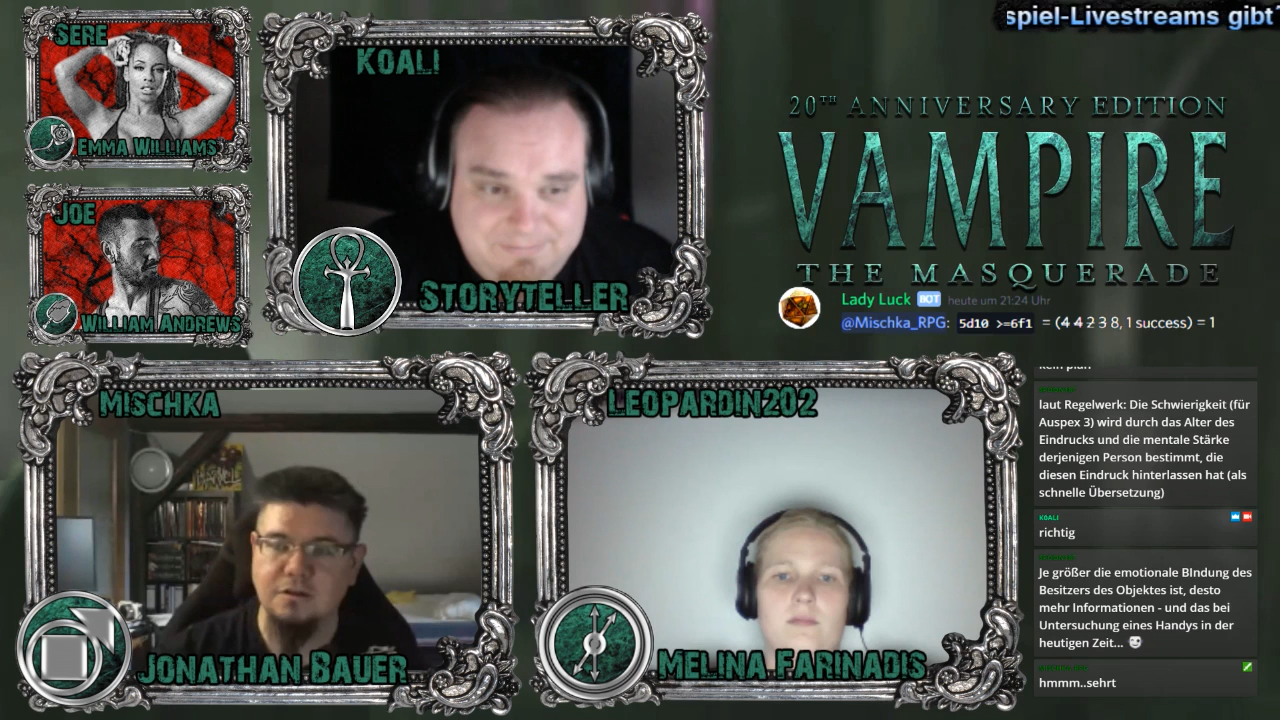 spiel-Livestreams gibt
SERE
EMMA WILLIAMS
JOE
WILLIAM ANDREWS
KOALI
STORYTELLER
20TH ANNIVERSARY EDITION
VAMPIRE
THE MASQUERADE
Lady Luck BOT heute um 21:24 Uhr
@Mischka_RPG: 5d10 >=6f1 = (4 4 2 3 8, 1 success) = 1
MISCHKA
JONATHAN BAUER
LEOPARDIN202
MELINA FARINADIS
kein plan
laut Regelwerk: Die Schwierigkeit (für
Auspex 3) wird durch das Alter des
Eindrucks und die mentale Stärke
derjenigen Person bestimmt, die
diesen Eindruck hinterlassen hat (als
schnelle Übersetzung)
KOALI
richtig
Je größer die emotionale BIndung des
Besitzers des Objektes ist, desto
mehr Informationen - und das bei
Untersuchung eines Handys in der
heutigen Zeit...
hmmm..sehrt